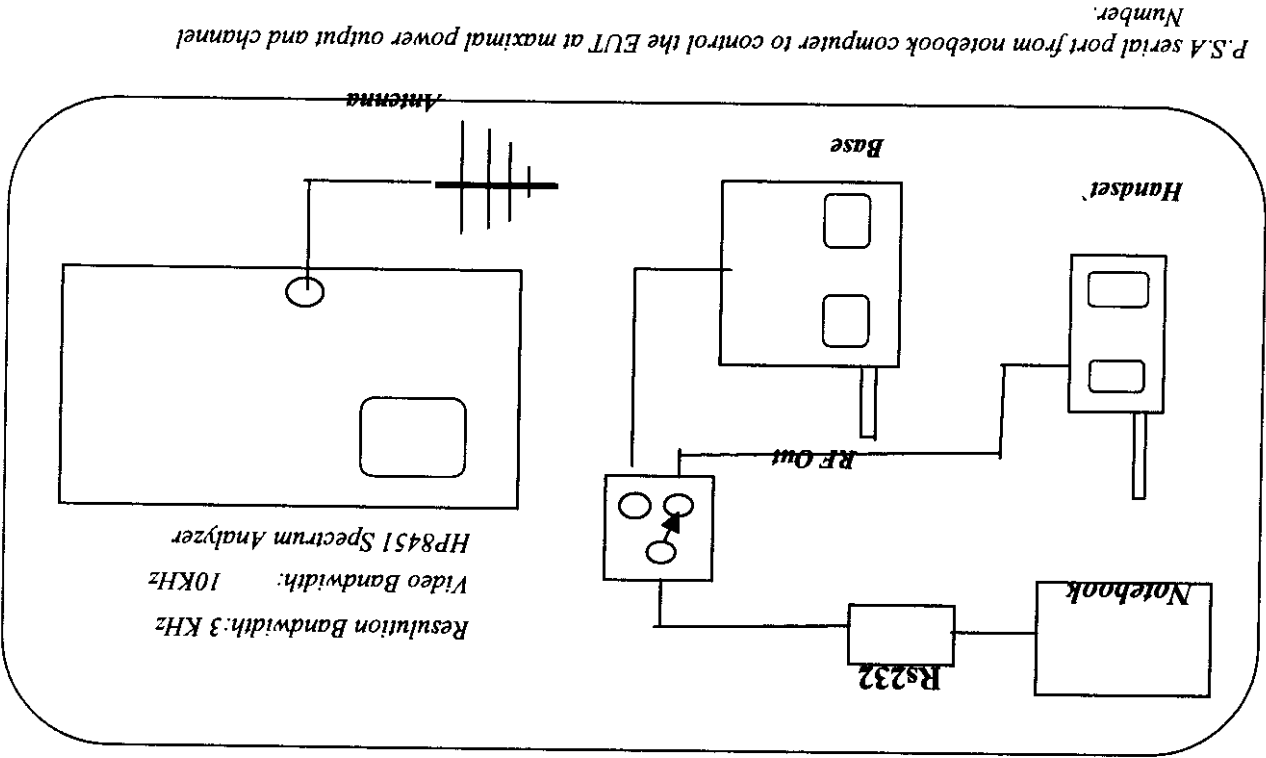 Rs232
Notebook
Resulution Bandwidth:3 KHz
Video Bandwidth: 10KHz
HP8451 Spectrum Analyzer
RF Out
Handset`
Base
Antenna
P.S.A serial port from notebook computer to control the EUT at maximal power output and channel
Number.